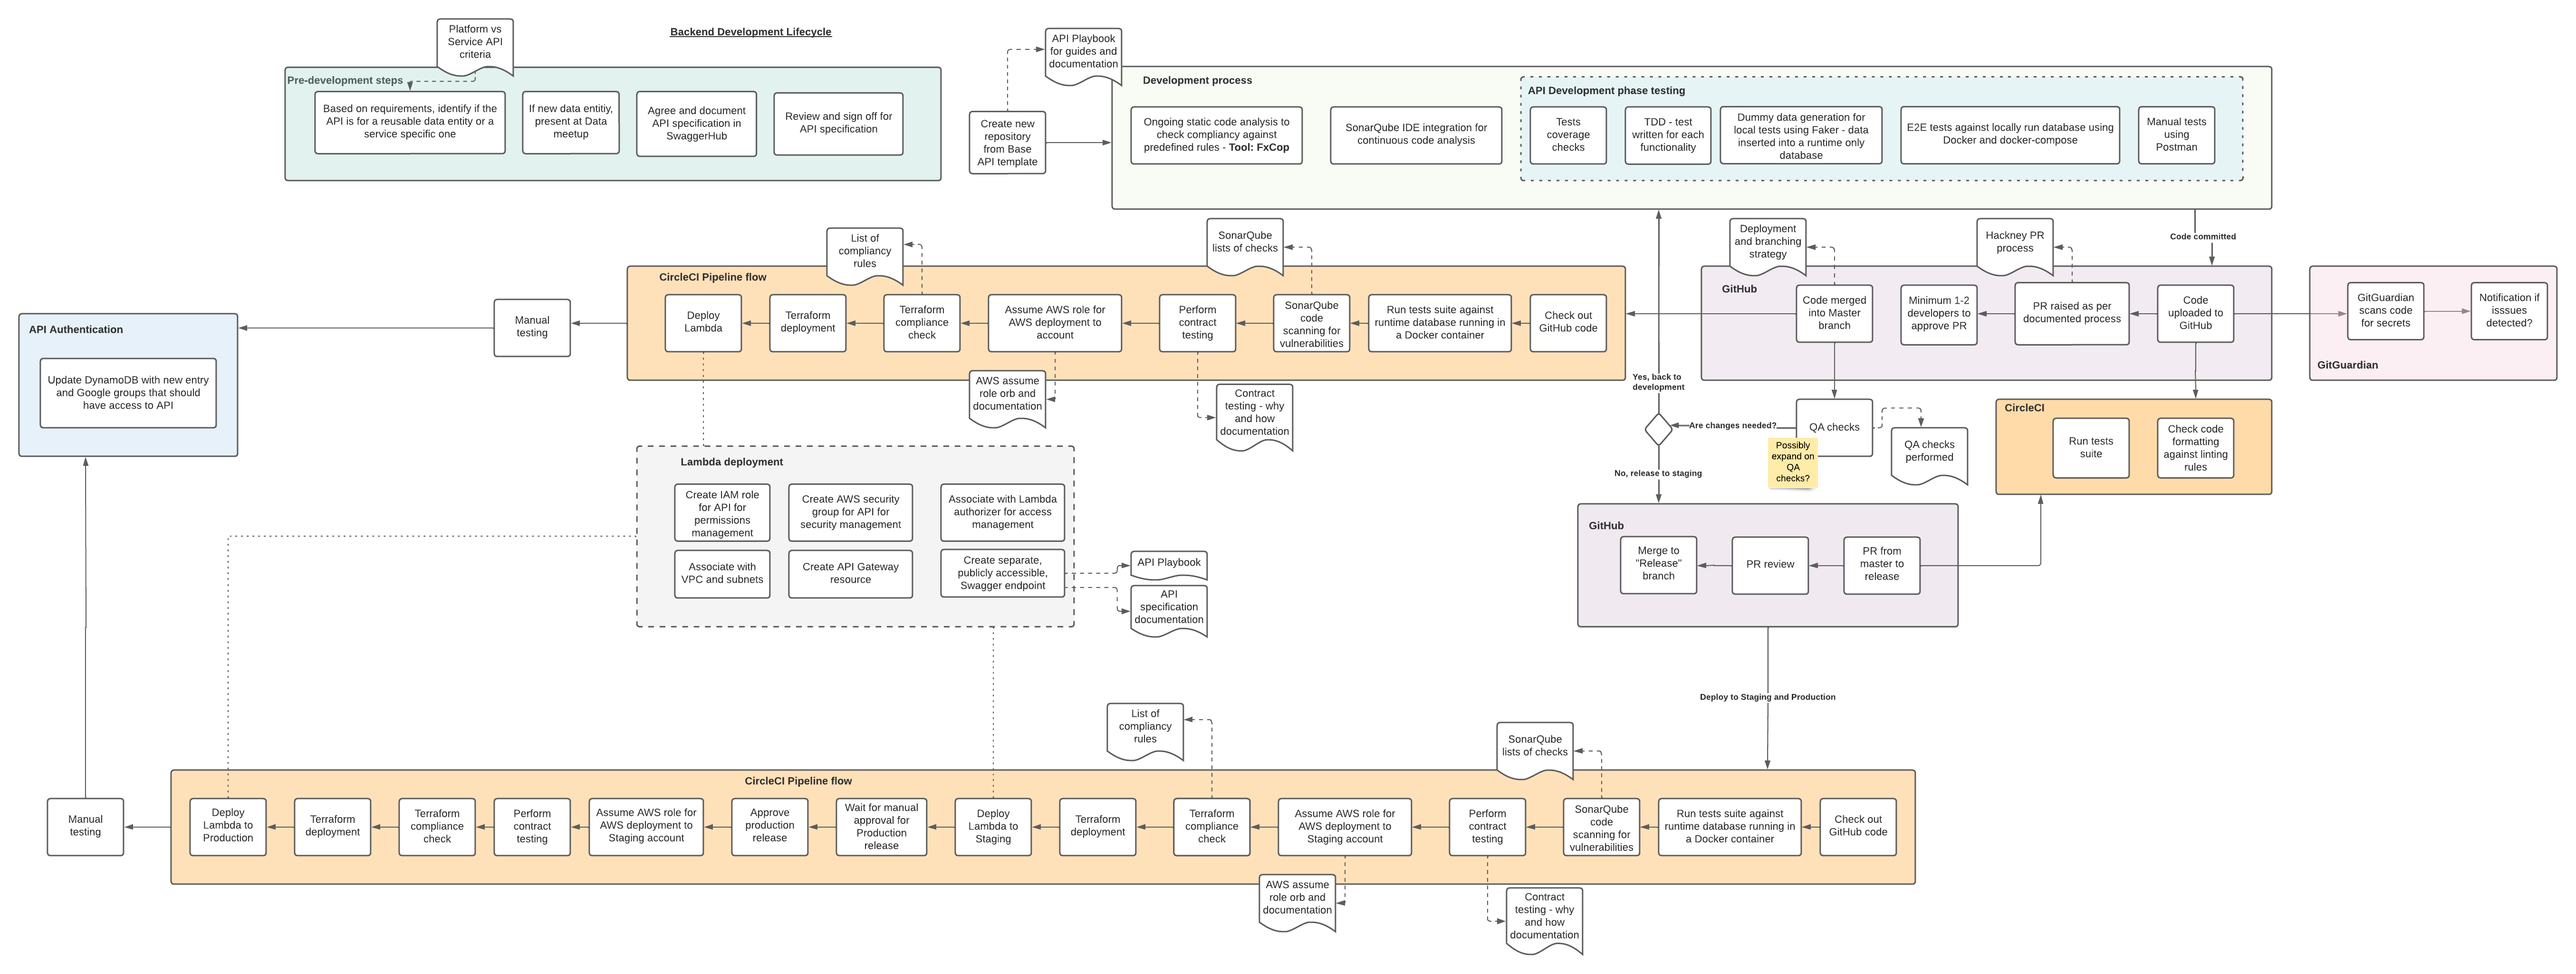 Backend Development Lifecycle
Platform vs
Service API
criteria
Pre-development steps
Based on requirements, identify if the
API is for a reusable data entity or a
service specific one
If new data entitiy,
present at Data
meetup
Agree and document
API specification in
SwaggerHub
Review and sign off for
API specification
API Playbook
for guides and
documentation
Create new
repository
from Base
API template
Development process
Ongoing static code analysis to
check compliancy against
predefined rules - Tool: FxCop
SonarQube IDE integration for
continuous code analysis
API Development phase testing
Tests
coverage
checks
TDD - test
written for each
functionality
Dummy data generation for
local tests using Faker - data
inserted into a runtime only
database
E2E tests against locally run database using
Docker and docker-compose
Manual tests
using
Postman
Code committed
GitHub
Deployment
and branching
strategy
Hackney PR
process
Code merged
into Master
branch
Minimum 1-2
developers to
approve PR
PR raised as per
documented process
Code
uploaded to
GitHub
GitGuardian
scans code
for secrets
Notification if
isssues
detected?
GitGuardian
CircleCI Pipeline flow
List of
compliancy
rules
SonarQube
lists of checks
Deploy
Lambda
Terraform
deployment
Terraform
compliance
check
Assume AWS role for
AWS deployment to
account
Perform
contract
testing
SonarQube
code
scanning for
vulnerabilities
Run tests suite against
runtime database running in
a Docker container
Check out
GitHub code
AWS assume
role orb and
documentation
Contract
testing - why
and how
documentation
Manual
testing
API Authentication
Update DynamoDB with new entry
and Google groups that should
have access to API
Yes, back to
development
Are changes needed?
No, release to staging
QA checks
Possibly
expand on
QA
checks?
QA checks
performed
CircleCI
Run tests
suite
Check code
formatting
against linting
rules
Lambda deployment
Create IAM role
for API for
permissions
management
Create AWS security
group for API for
security management
Associate with Lambda
authorizer for access
management
Associate with
VPC and subnets
Create API Gateway
resource
Create separate,
publicly accessible,
Swagger endpoint
API Playbook
API
specification
documentation
GitHub
Merge to
"Release"
branch
PR review
PR from
master to
release
Deploy to Staging and Production
List of
compliancy
rules
SonarQube
lists of checks
CircleCI Pipeline flow
Manual
testing
Deploy
Lambda to
Production
Terraform
deployment
Terraform
compliance
check
Perform
contract
testing
Assume AWS role for
AWS deployment to
Staging account
Approve
production
release
Wait for manual
approval for
Production
release
Deploy
Lambda to
Staging
Terraform
deployment
Terraform
compliance
check
Assume AWS role for
AWS deployment to
Staging account
Perform
contract
testing
SonarQube
code
scanning for
vulnerabilities
Run tests suite against
runtime database running in
a Docker container
Check out
GitHub code
AWS assume
role orb and
documentation
Contract
testing - why
and how
documentation